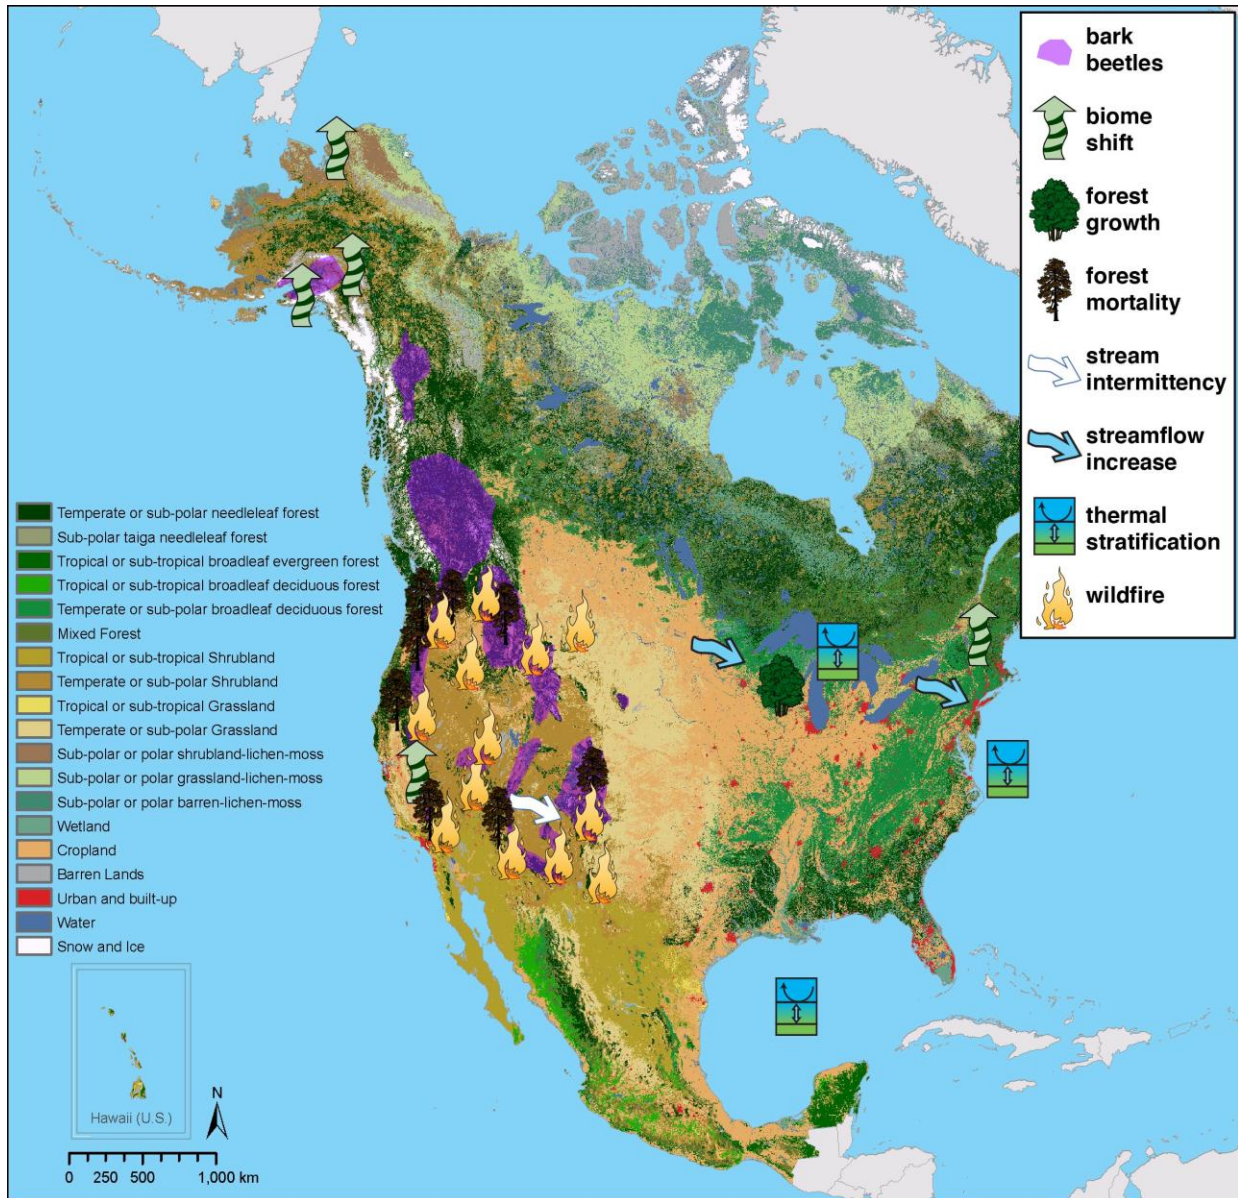 bark
beetles
biome
shift
forest
growth
forest
mortality
stream
intermittency
streamflow
increase
thermal
stratification
wildfire
Temperate or sub-polar needleleaf forest
Sub-polar taiga needleleaf forest
Tropical or sub-tropical broadleaf evergreen forest
Tropical or sub-tropical broadleaf deciduous forest
Temperate or sub-polar broadleaf deciduous forest
Mixed Forest
Tropical or sub-tropical Shrubland
Temperate or sub-polar Shrubland
Tropical or sub-tropical Grassland
Temperate or sub-polar Grassland
Sub-polar or polar shrubland-lichen-moss
Sub-polar or polar grassland-lichen-moss
Sub-polar or polar barren-lichen-moss
Wetland
Cropland
Barren Lands
Urban and built-up
Water
Snow and Ice
Hawaii (U.S.)
N
0 250 500 1,000 km